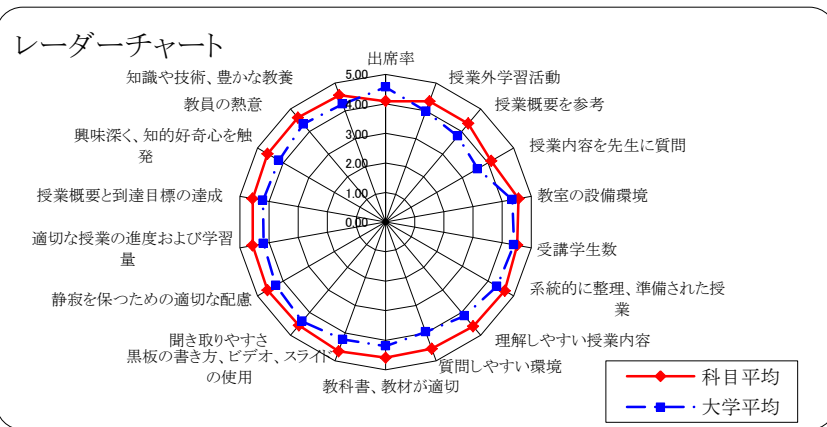 レーダーチャート
出席率
授業外学習活動
授業概要を参考
授業内容を先生に質問
教室の設備環境
受講学生数
系統的に整理、準備された授
業
理解しやすい授業内容
質問しやすい環境
教科書、教材が適切
黒板の書き方、ビデオ、スライド
の使用
聞き取りやすさ
静寂を保つための適切な配慮
適切な授業の進度および学習
量
授業概要と到達目標の達成
興味深く、知的好奇心を触
発
教員の熱意
知識や技術、豊かな教養
5.00
4.00
3.00
2.00
1.00
0.00
科目平均
大学平均